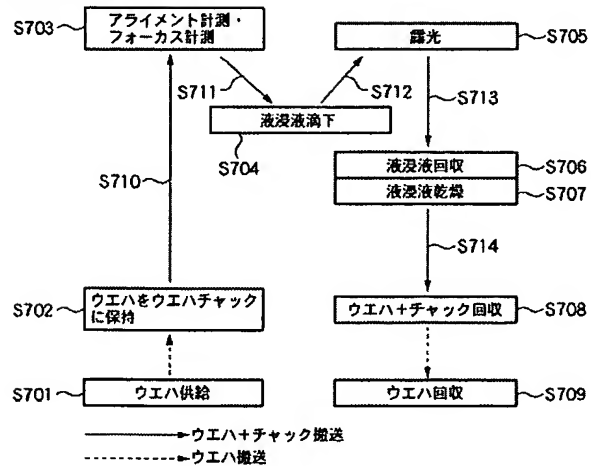 S703
アライメント計測・
フォーカス計測
露光
S705
S711
S712
S713
液浸液滴下
S704
S710
液浸液回収
S706
液浸液乾燥
S707
S714
S702
ウエハをウエハチャック
に保持
ウエハ+チャック回収
S708
S701
ウエハ供給
ウエハ回収
S709
ウエハ+チャック搬送
ウエハ搬送